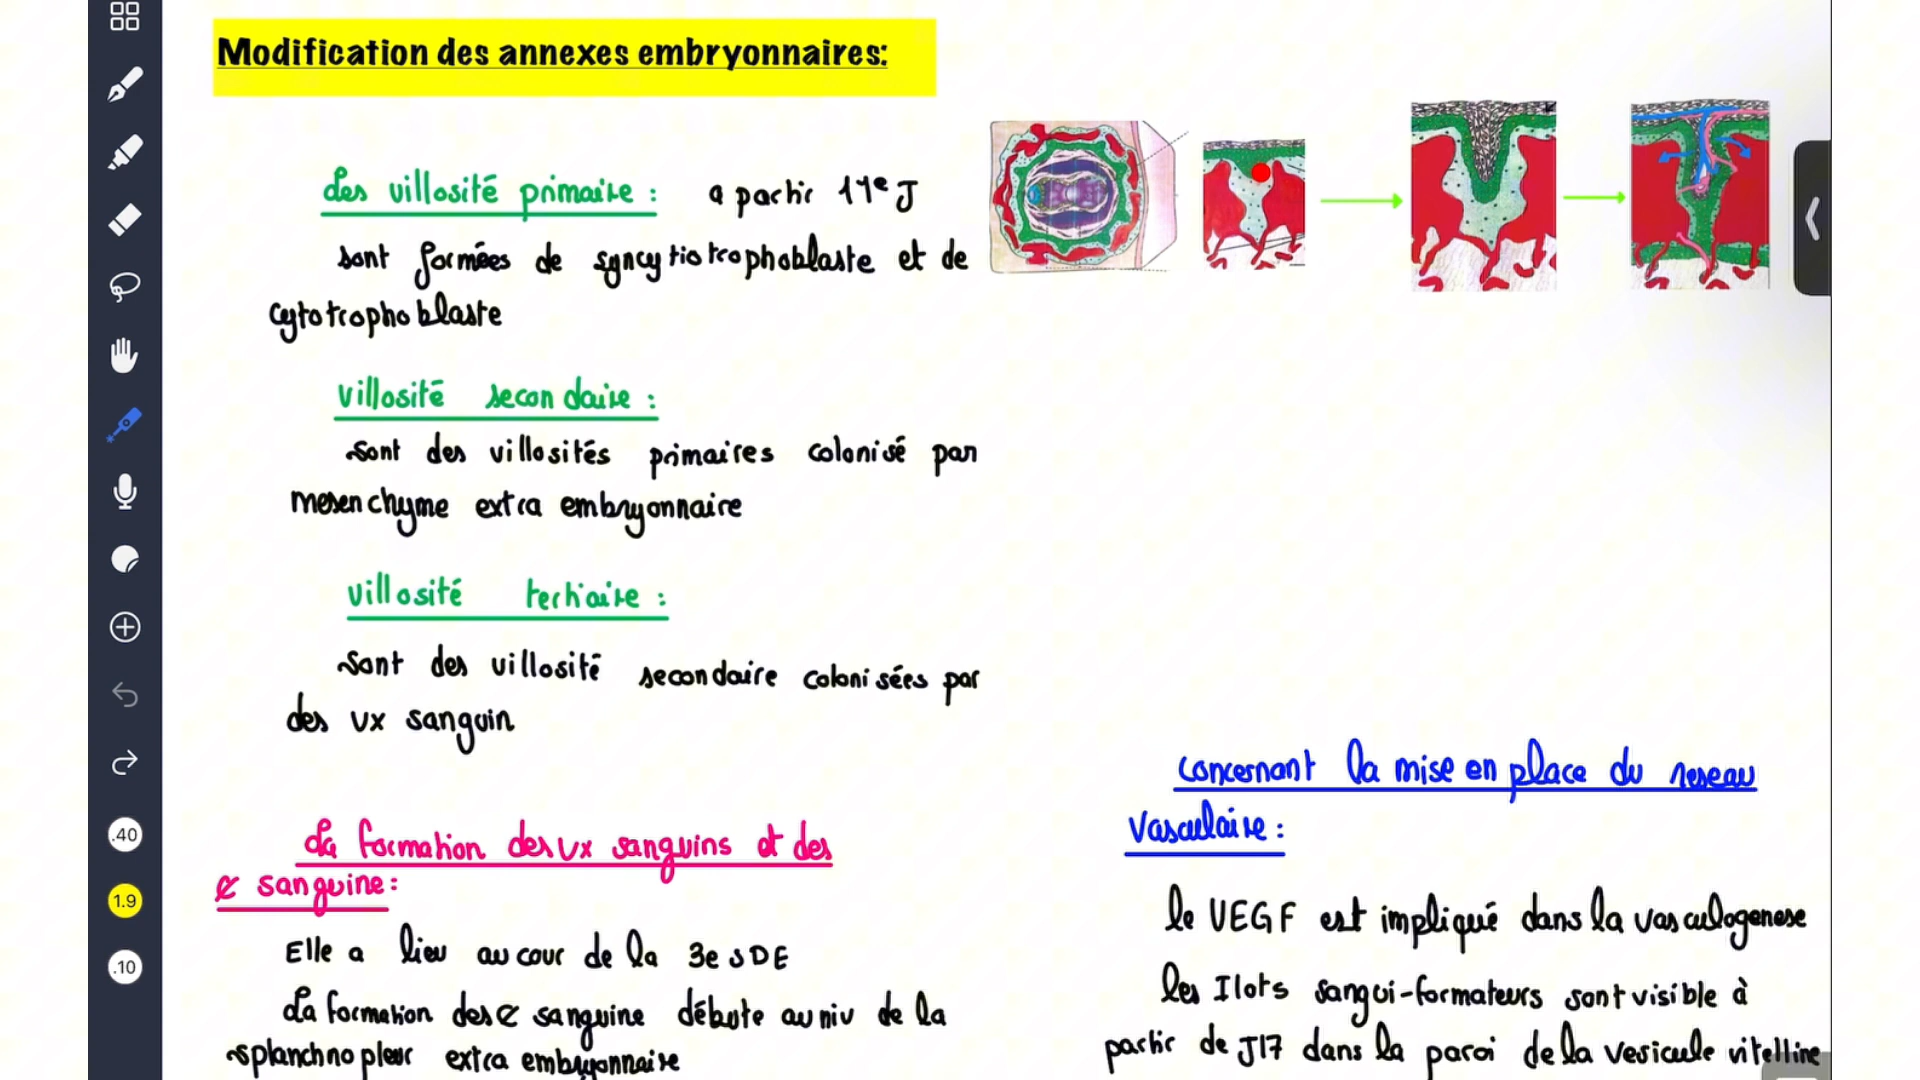 Modification des annexes embryonnaires:
des villosité primaire : a partir 11e J
sont formées de syncytiotrophoblaste et de
cytotrophoblaste
villosité secondaire :
sont des villosités primaires colonisé par
mesenchyme extra embryonnaire
villosité tertiaire :
sont des villosité secondaire colonisées par
des vx sanguin
La formation des vx sanguins et des
¢ sanguine:
Elle a lieu au cour de la 3e SDE
La formation des ¢ sanguine débute au niv de la
splanchnopleur extra embryonnaire
concernant la mise en place du reseau
vasculaire :
le VEGF est impliqué dans la vasculogenese
les Ilots sangui-formateurs sont visible à
partir de J17 dans la paroi de la vesicule vitelline
.40
1.9
.10